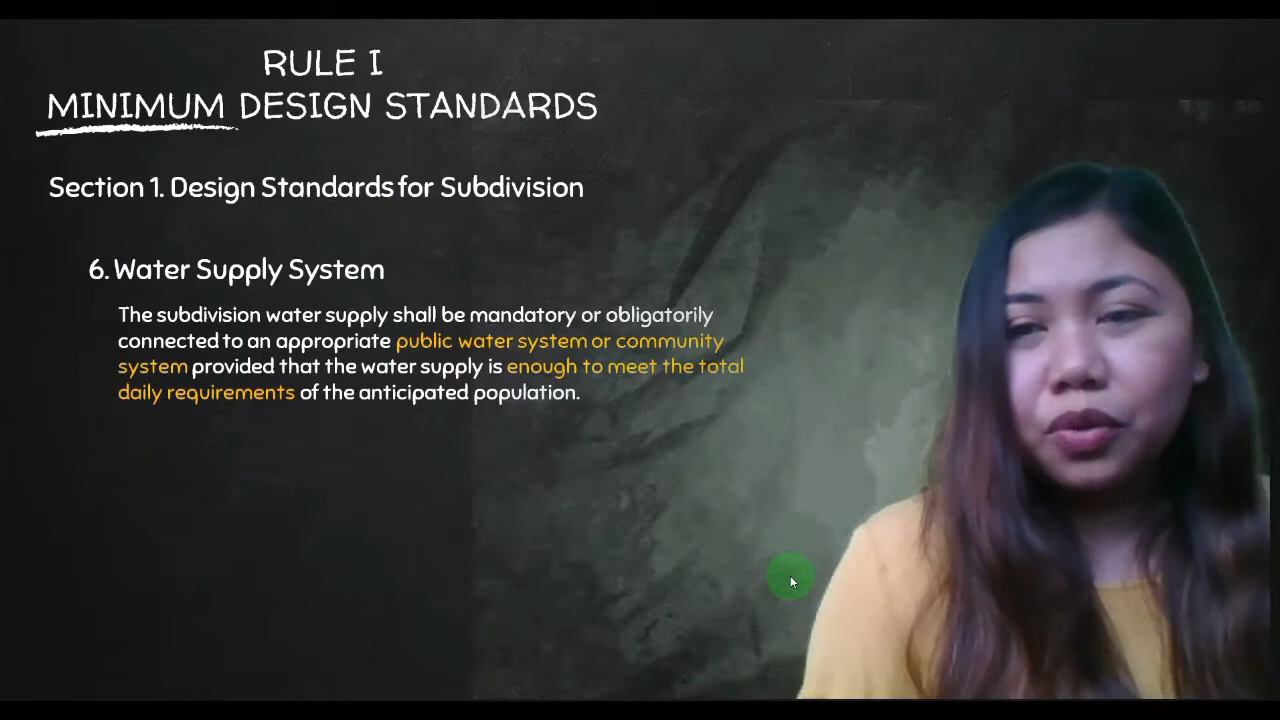 RULE I
MINIMUM DESIGN STANDARDS
Section 1. Design Standards for Subdivision
6. Water Supply System
The subdivision water supply shall be mandatory or obligatorily
connected to an appropriate public water system or community
system provided that the water supply is enough to meet the total
daily requirements of the anticipated population.